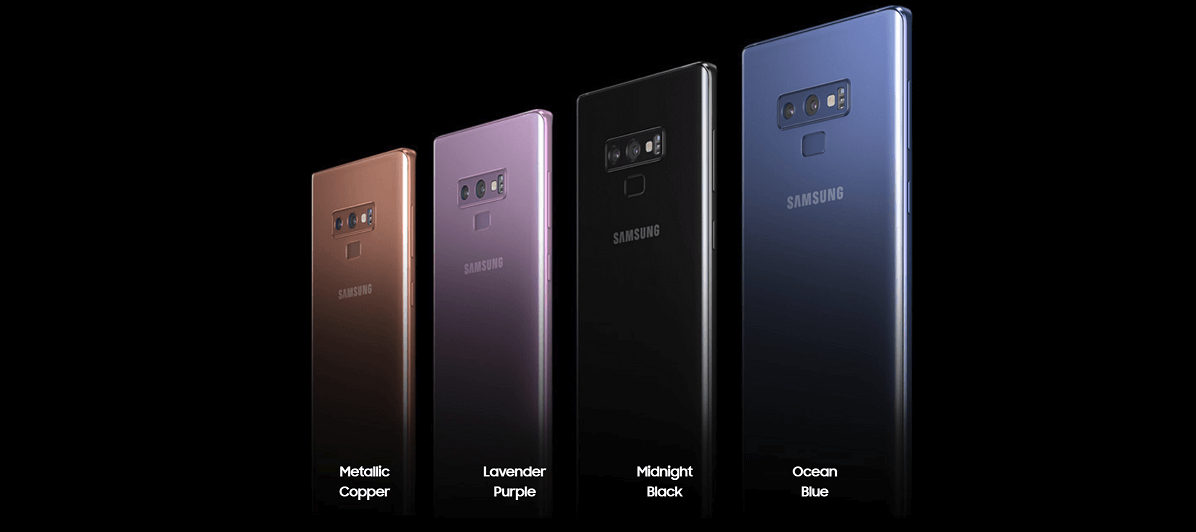 SAMSUNG
SAMSUNG
SAMSUNG
SAMSUNG
Metallic
Copper
Lavender
Purple
Midnight
Black
Ocean
Blue